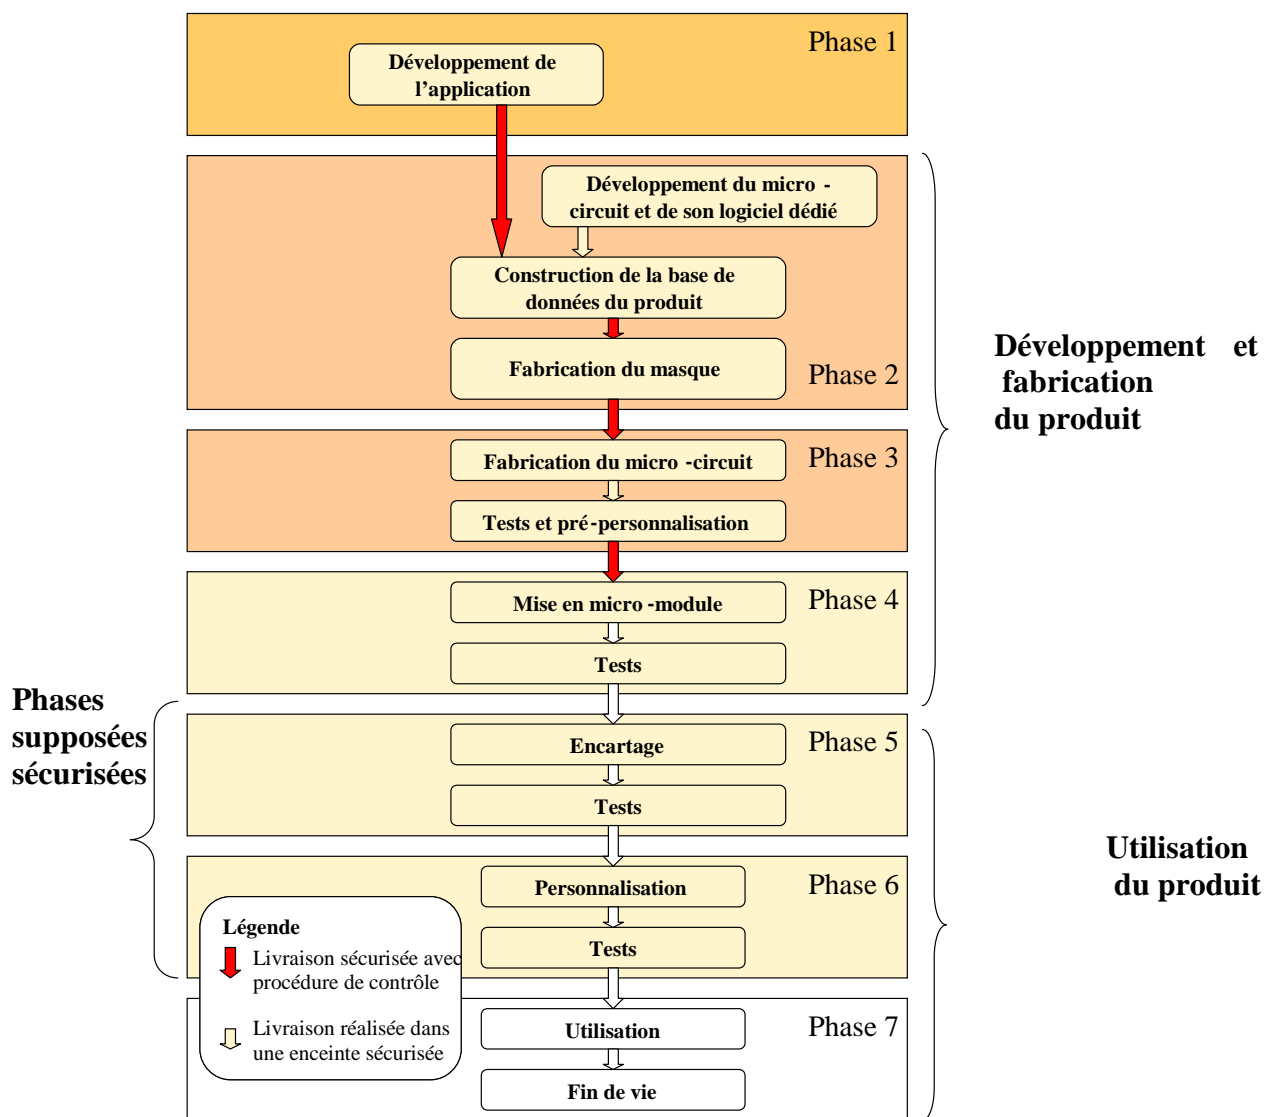 Phase 1
Développement de
l'application
Développement du micro -
circuit et de son logiciel dédié
Construction de la base de
données du produit
Fabrication du masque
Phase 2
Développement et
fabrication
du produit
Phase 3
Fabrication du micro -circuit
Tests et pré-personnalisation
Phase 4
Mise en micro -module
Tests
Phases
supposées
sécurisées
Phase 5
Encartage
Tests
Utilisation
du produit
Phase 6
Personnalisation
Tests
Légende
Livraison sécurisée avec
procédure de contrôle
Livraison réalisée dans
une enceinte sécurisée
Phase 7
Utilisation
Fin de vie